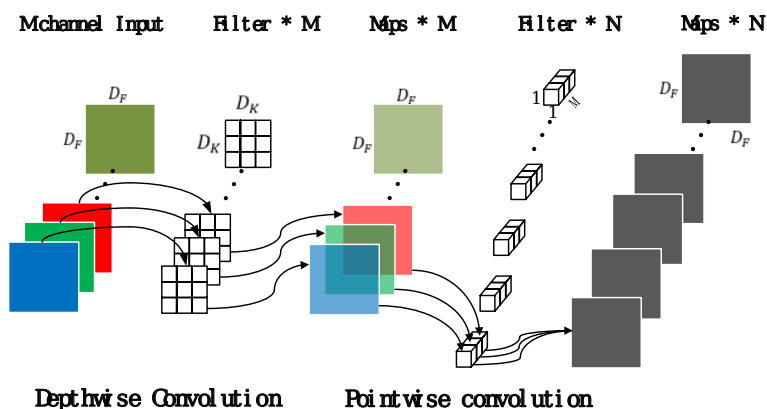 Mchannel Input Filter * M Maps * M Filter * N Maps * N
D_F
D_F
D_K
D_K
D_F
D_F
1
1
M
D_F
D_F
Depthwise Convolution Pointwise convolution